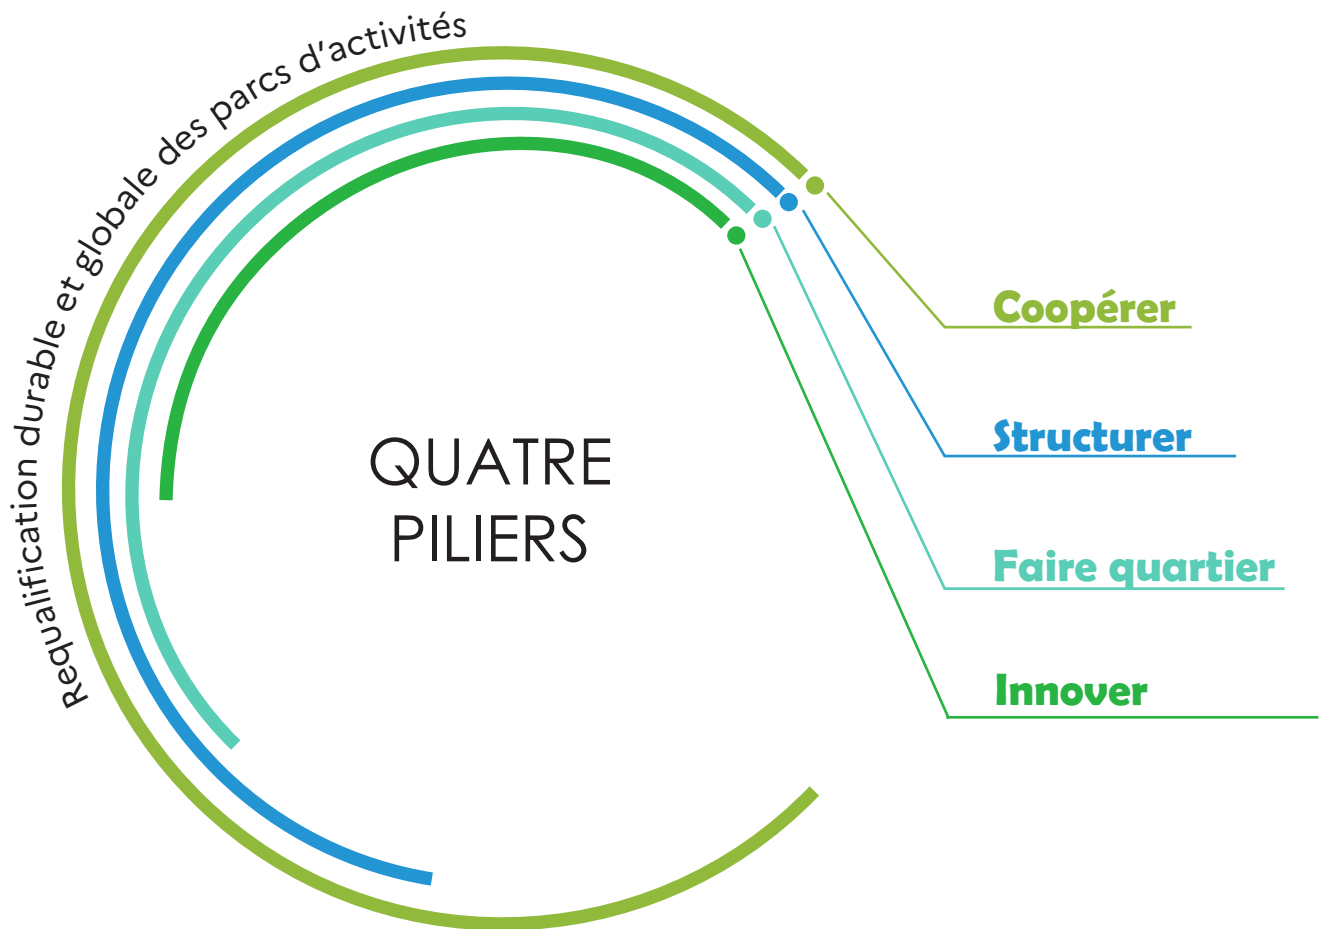 Requalification durable et globale des parcs d'activités
QUATRE
PILIERS
Coopérer
Structurer
Faire quartier
Innover